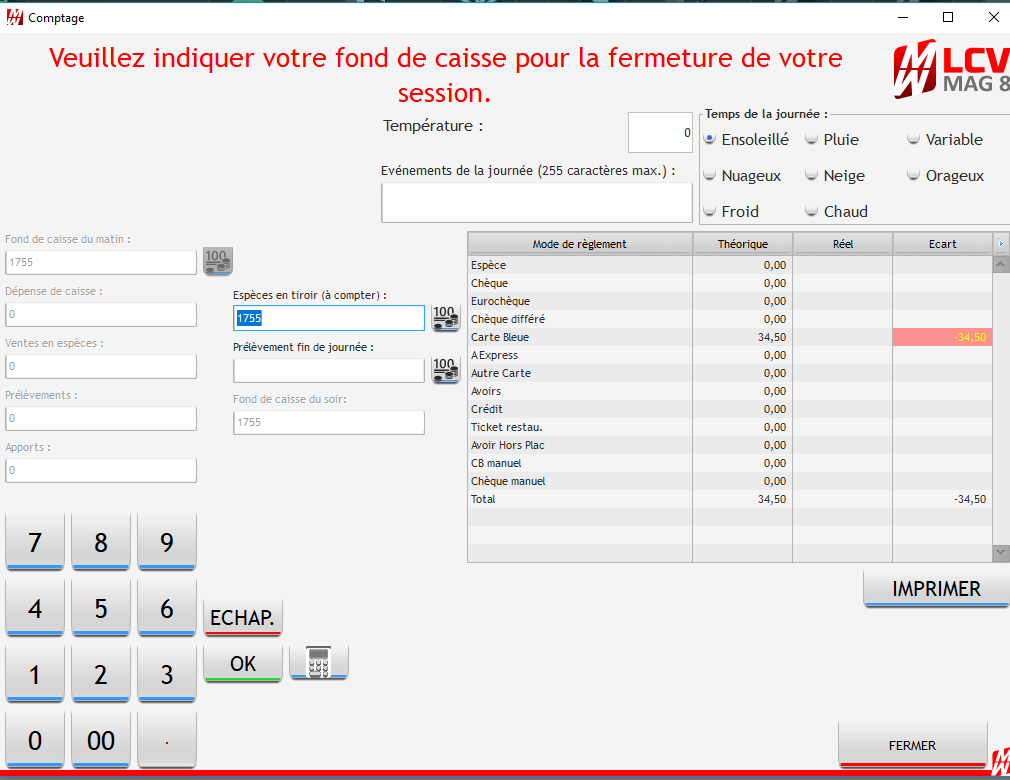 Comptage
Veuillez indiquer votre fond de caisse pour la fermeture de votre
session.
LCV
MAG 8
Température :
0
Temps de la journée :
Ensoleillé Pluie Variable
Nuageux Neige Orageux
Froid Chaud
Evénements de la journée (255 caractères max.) :
Fond de caisse du matin :
1755
100
Dépense de caisse :
0
Ventes en espèces :
0
Prélèvements :
0
Apports :
0
Espèces en tiroir (à compter) :
1755
100
Prélèvement fin de journée :
100
Fond de caisse du soir:
1755
Mode de règlement Théorique Réel Ecart
Espèce 0,00
Chèque 0,00
Eurochèque 0,00
Chèque différé 0,00
Carte Bleue 34,50 -34,50
A Express 0,00
Autre Carte 0,00
Avoirs 0,00
Crédit 0,00
Ticket restau. 0,00
Avoir Hors Plac 0,00
CB manuel 0,00
Chèque manuel 0,00
Total 34,50 -34,50
7 8 9
4 5 6
ECHAP.
1 2 3
OK
0 00 .
IMPRIMER
FERMER